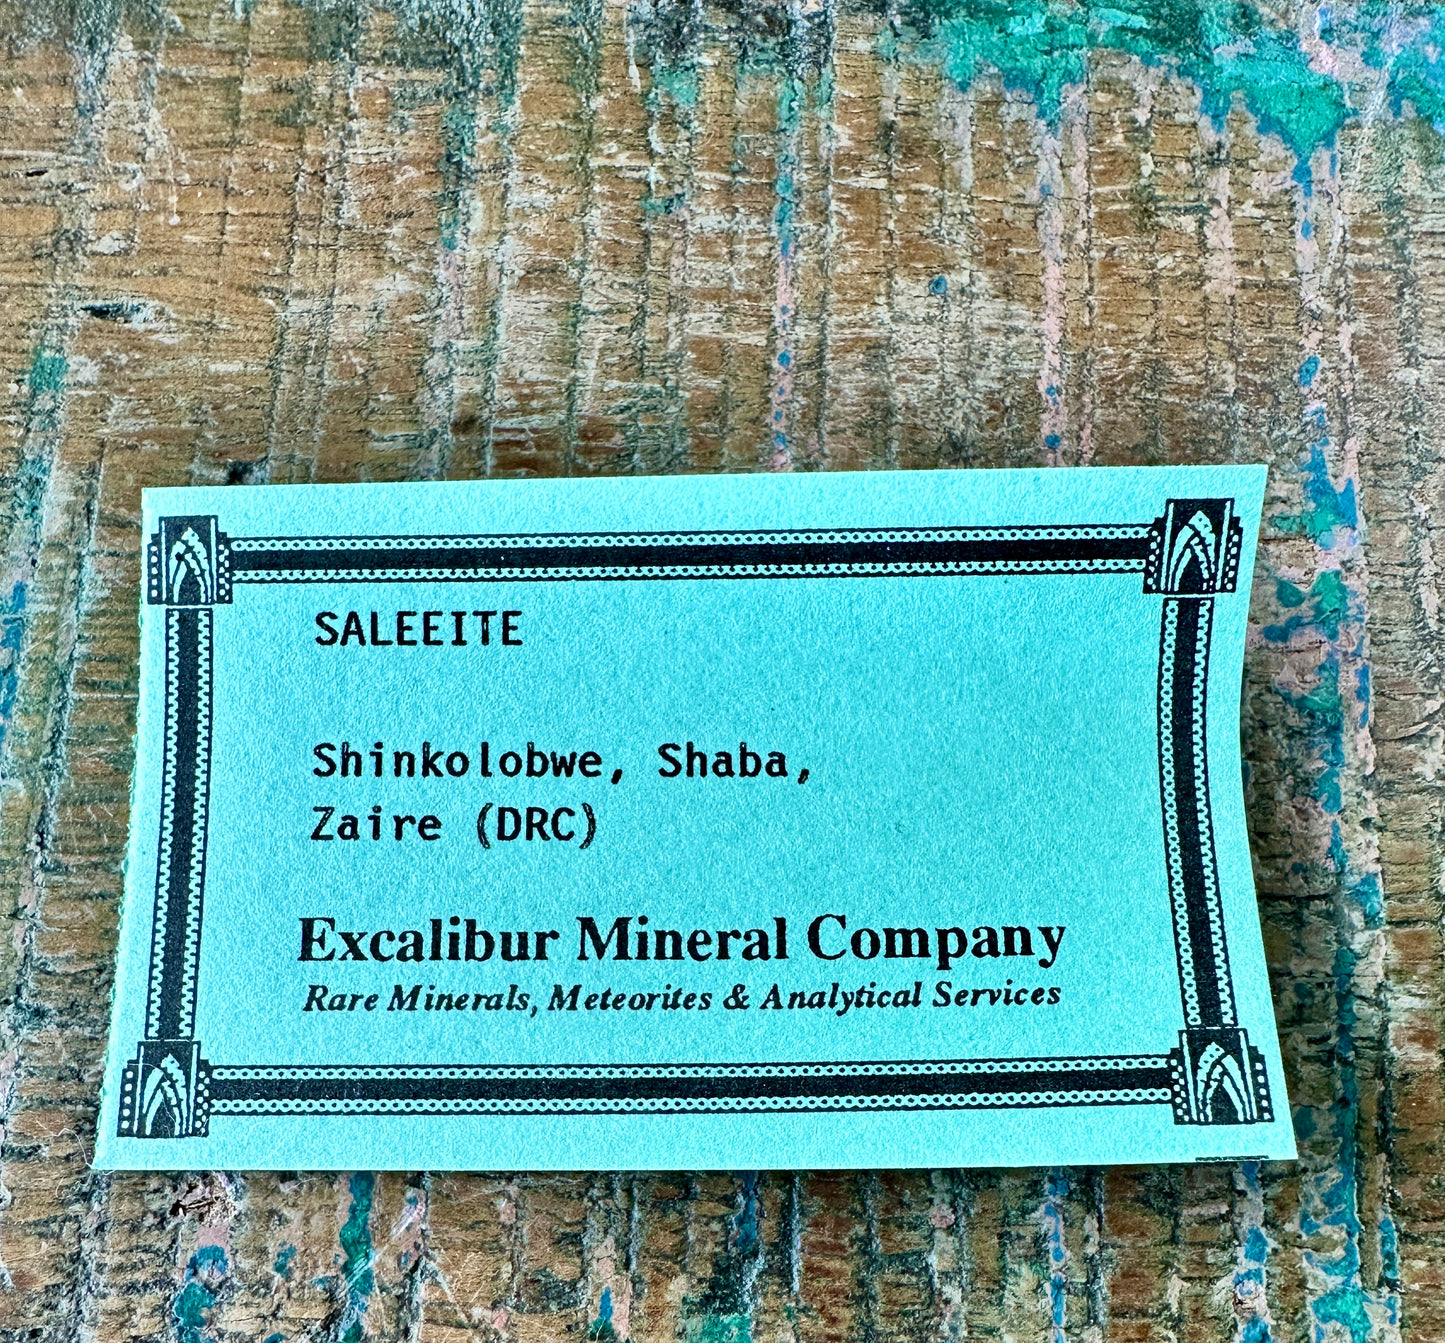 SALEEITE
Shinkolobwe, Shaba,
Zaire (DRC)
Excalibur Mineral Company
Rare Minerals, Meteorites & Analytical Services